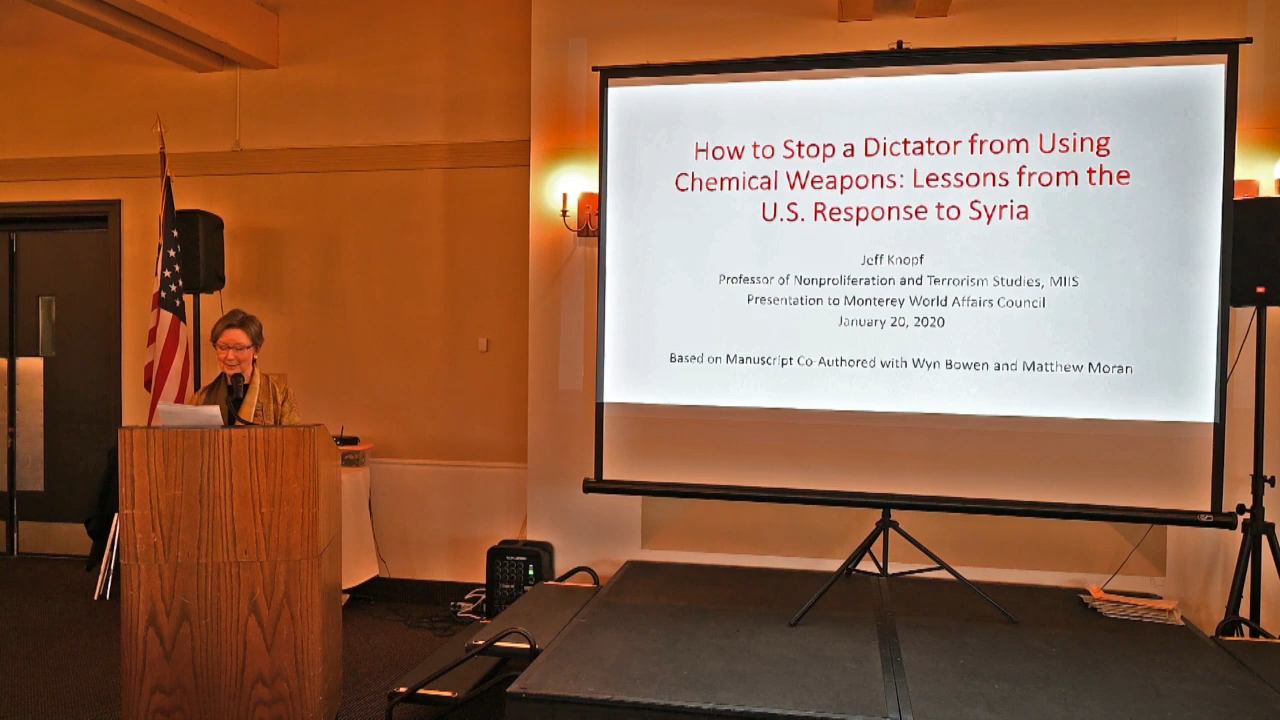 How to Stop a Dictator from Using
Chemical Weapons: Lessons from the
U.S. Response to Syria
Jeff Knopf
Professor of Nonproliferation and Terrorism Studies, MIIS
Presentation to Monterey World Affairs Council
January 20, 2020
Based on Manuscript Co-Authored with Wyn Bowen and Matthew Moran